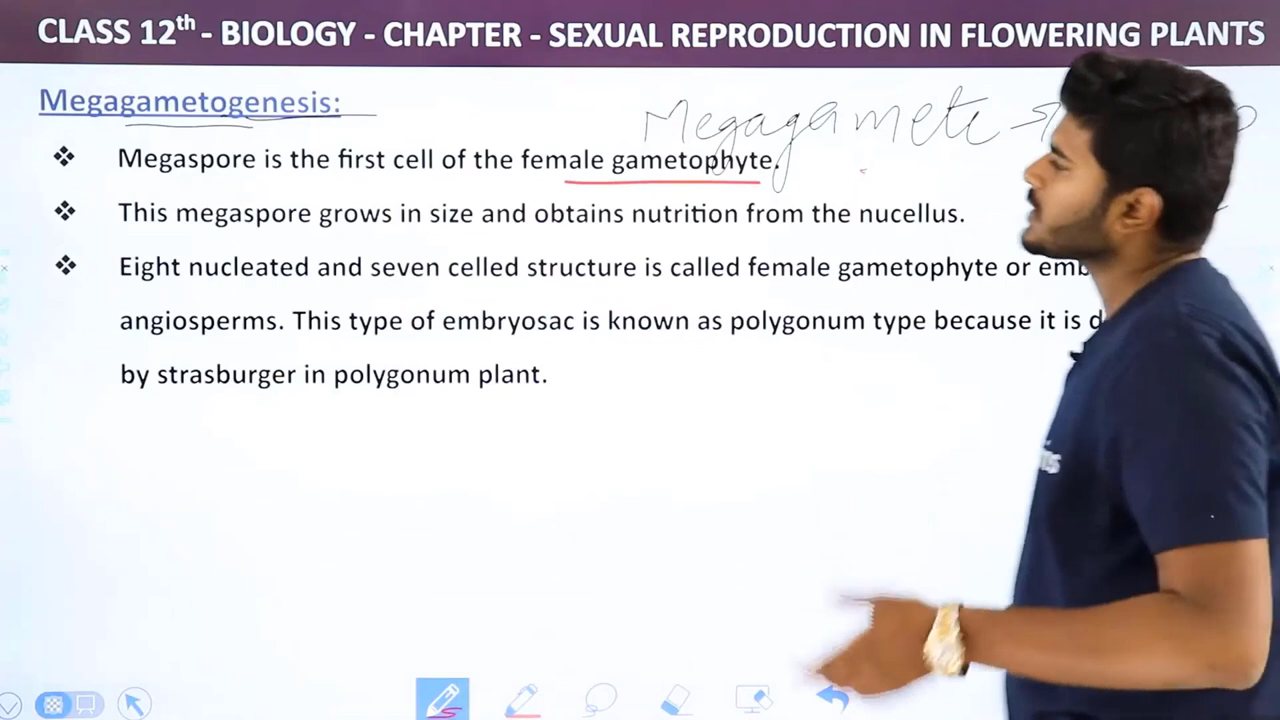 CLASS 12th - BIOLOGY - CHAPTER - SEXUAL REPRODUCTION IN FLOWERING PLANTS
Megagametogenesis:
Megagamete →
❖ Megaspore is the first cell of the female gametophyte.
❖ This megaspore grows in size and obtains nutrition from the nucellus.
❖ Eight nucleated and seven celled structure is called female gametophyte or
angiosperms. This type of embryosac is known as polygonum type because it is
by strasburger in polygonum plant.